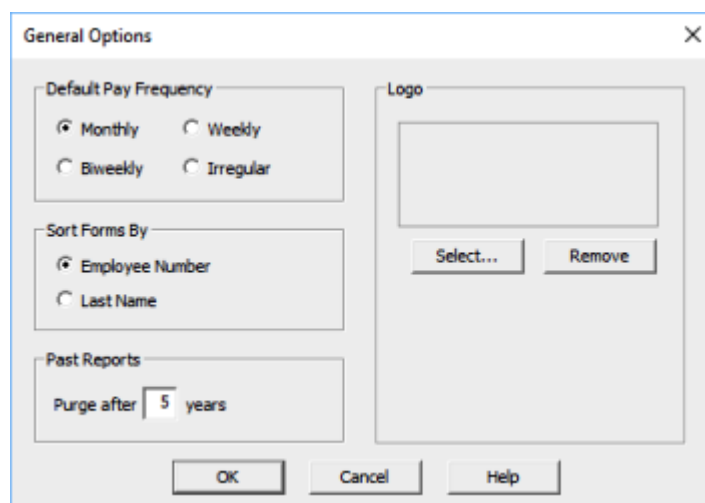 General Options
Default Pay Frequency
Monthly
Weekly
Biweekly
Irregular
Sort Forms By
Employee Number
Last Name
Past Reports
Purge after 5 years
Logo
Select...
Remove
OK
Cancel
Help